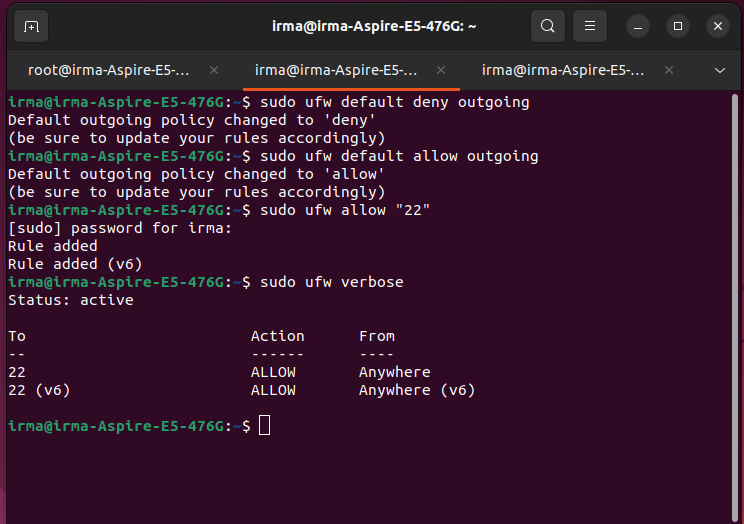 irma@irma-Aspire-E5-476G: ~
root@irma-Aspire-E5-... irma@irma-Aspire-E5-... irma@irma-Aspire-E5-...
irma@irma-Aspire-E5-476G:~$ sudo ufw default deny outgoing
Default outgoing policy changed to 'deny'
(be sure to update your rules accordingly)
irma@irma-Aspire-E5-476G:~$ sudo ufw default allow outgoing
Default outgoing policy changed to 'allow'
(be sure to update your rules accordingly)
irma@irma-Aspire-E5-476G:~$ sudo ufw allow "22"
[sudo] password for irma:
Rule added
Rule added (v6)
irma@irma-Aspire-E5-476G:~$ sudo ufw verbose
Status: active
To Action From
-- ------ ----
22 ALLOW Anywhere
22 (v6) ALLOW Anywhere (v6)
irma@irma-Aspire-E5-476G:~$